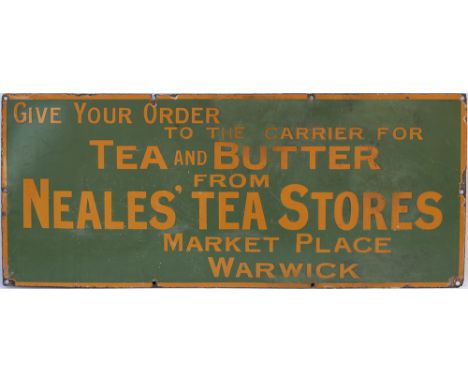 Give Your Order
to the carrier for
Tea and Butter
from
Neales' Tea Stores
Market Place
Warwick